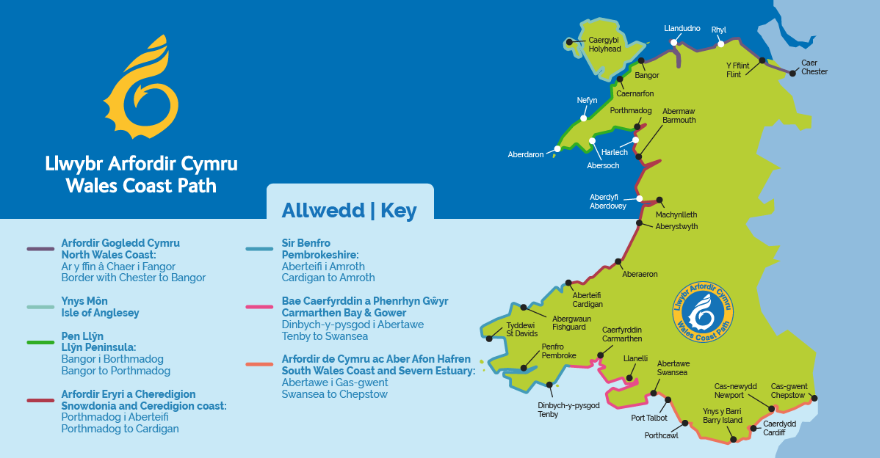 Llwybr Arfordir Cymru
Wales Coast Path
Allwedd | Key
Arfordir Gogledd Cymru
North Wales Coast:
Ar y ffin â Chaer i Fangor
Border with Chester to Bangor
Ynys Môn
Isle of Anglesey
Pen Llŷn
Llŷn Peninsula:
Bangor i Borthmadog
Bangor to Porthmadog
Arfordir Eryri a Cheredigion
Snowdonia and Ceredigion coast:
Porthmadog i Aberteifi
Porthmadog to Cardigan
Sir Benfro
Pembrokeshire:
Aberteifi i Amroth
Cardigan to Amroth
Bae Caerfyrddin a Phenrhyn Gŵyr
Carmarthen Bay & Gower
Dinbych-y-pysgod i Abertawe
Tenby to Swansea
Arfordir de Cymru ac Aber Afon Hafren
South Wales Coast and Severn Estuary:
Abertawe i Gas-gwent
Swansea to Chepstow
Caergybi
Holyhead
Llandudno
Rhyl
Y Fflint
Flint
Caer
Chester
Bangor
Caernarfon
Nefyn
Porthmadog
Abermaw
Barmouth
Aberdaron
Harlech
Abersoch
Aberdyfi
Aberdovey
Machynlleth
Aberystwyth
Aberaeron
Aberteifi
Cardigan
Abergwaun
Fishguard
Tyddewi
St Davids
Penfro
Pembroke
Dinbych-y-pysgod
Tenby
Caerfyrddin
Carmarthen
Llanelli
Abertawe
Swansea
Port Talbot
Porthcawl
Ynys y Barri
Barry Island
Caerdydd
Cardiff
Cas-newydd
Newport
Cas-gwent
Chepstow
Llwybr Arfordir Cymru
Wales Coast Path